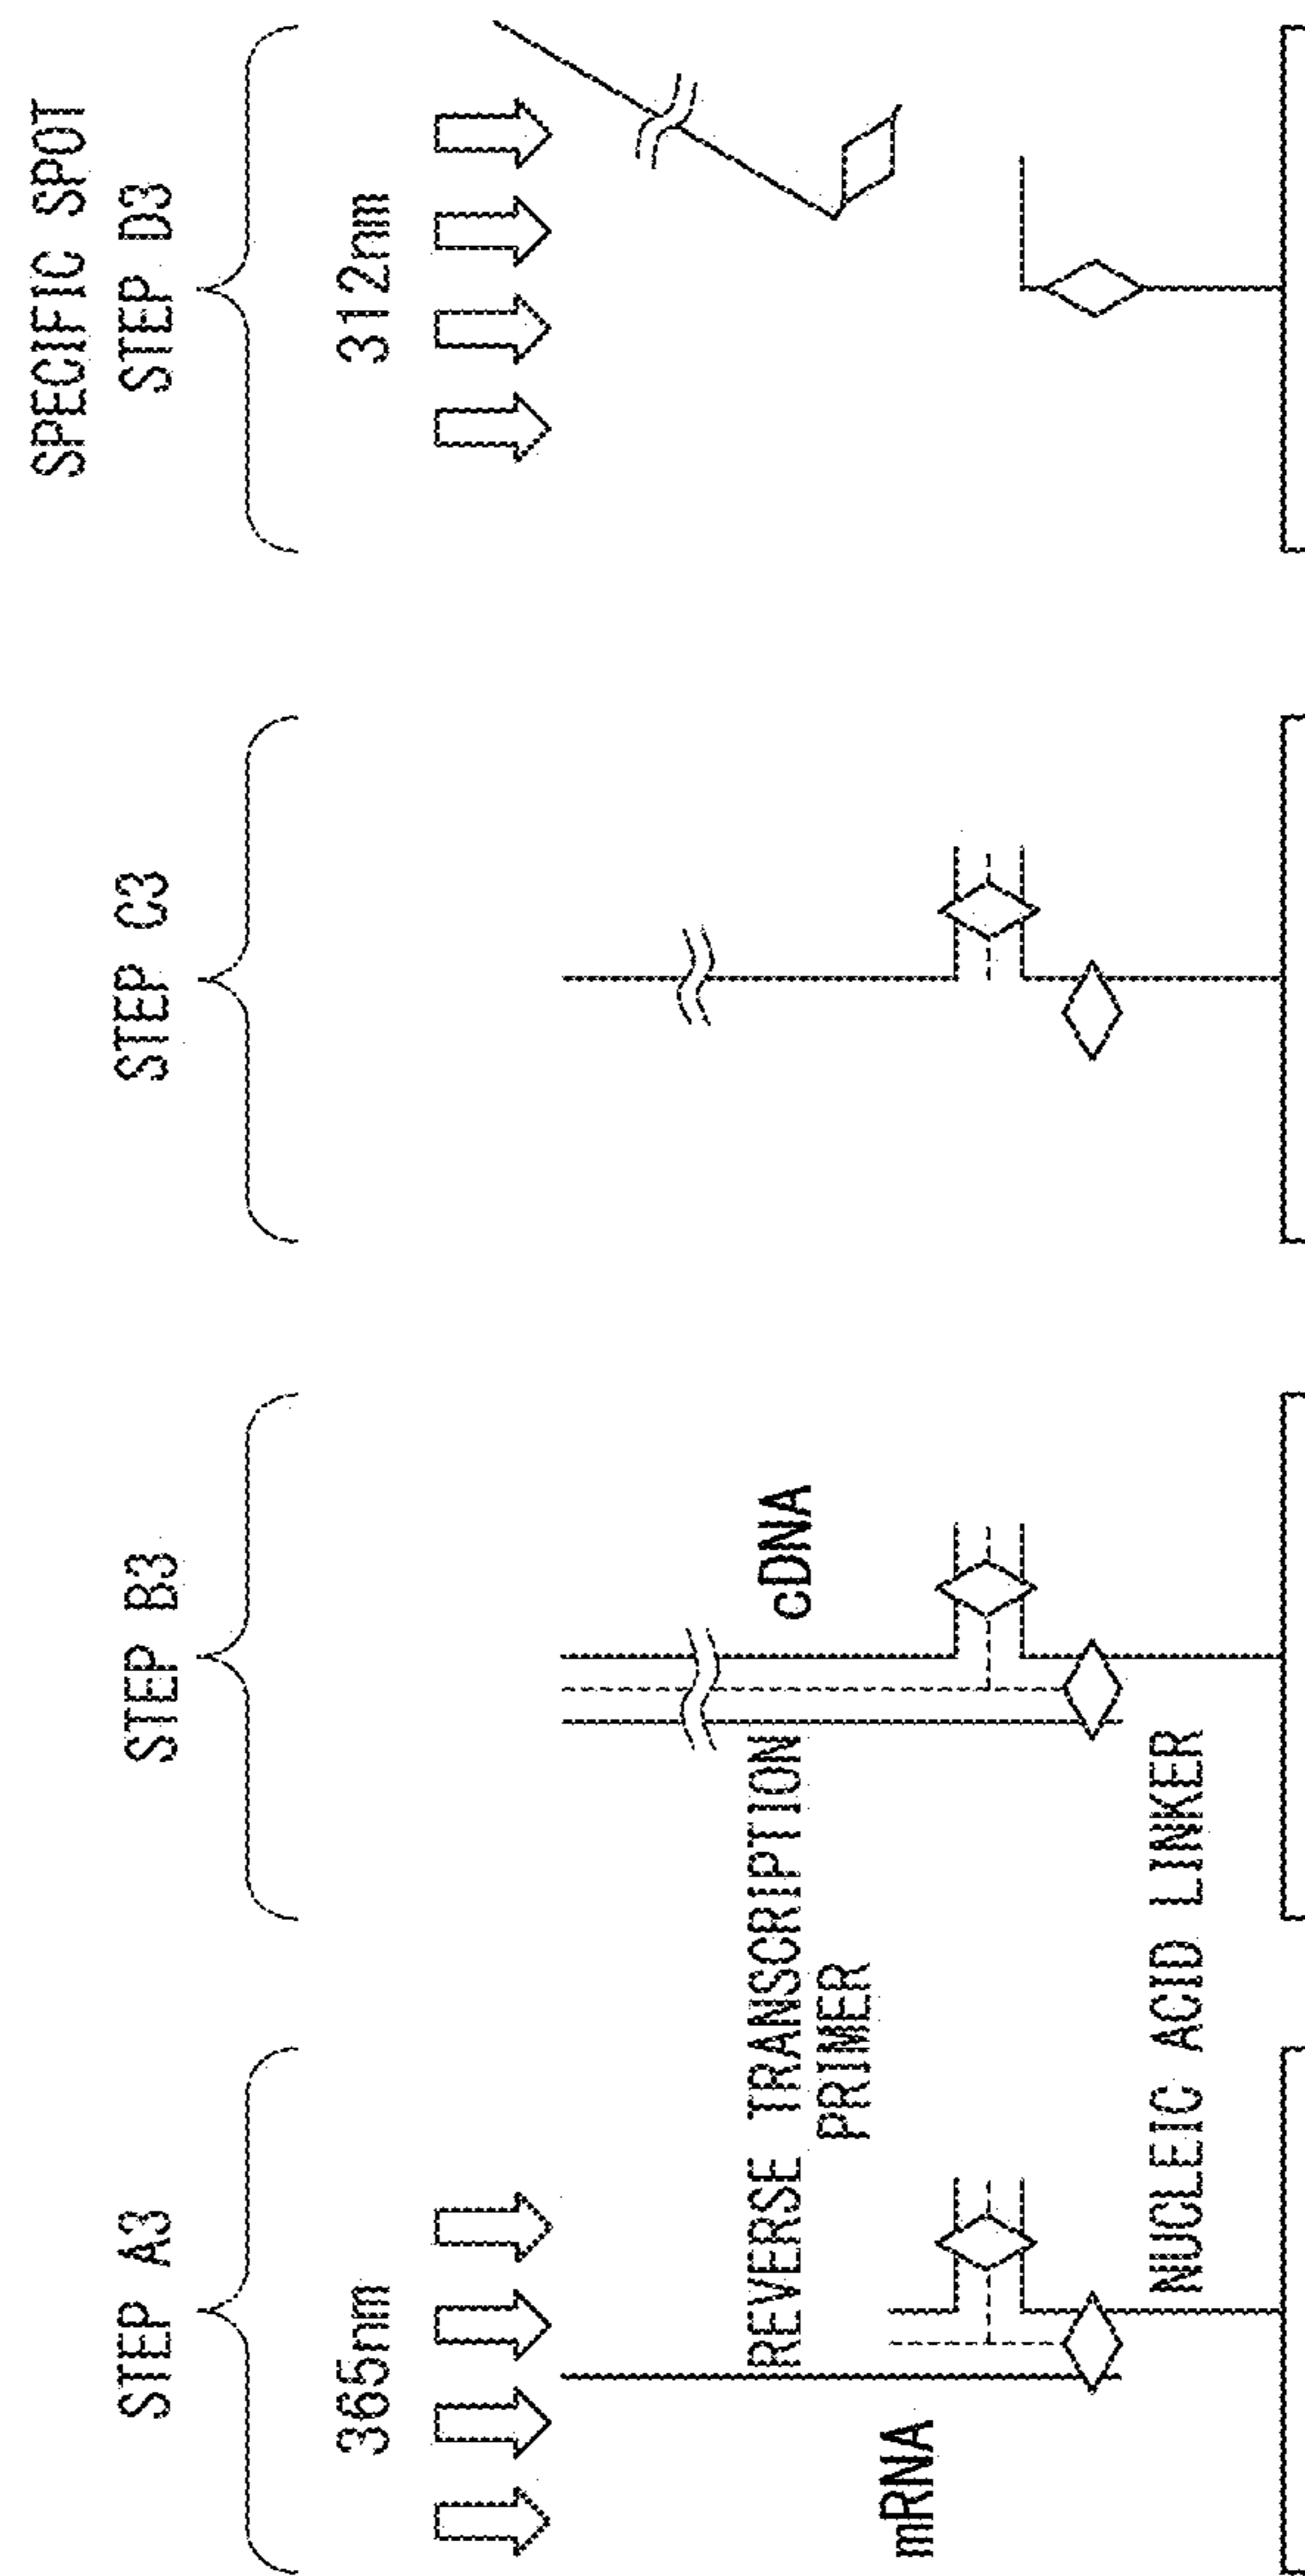 STEP A3
365nm
mRNA
REVERSE TRANSCRIPTION
PRIMER
NUCLEIC ACID LINKER
STEP B3
cDNA
STEP C3
SPECIFIC SPOT
STEP D3
312nm